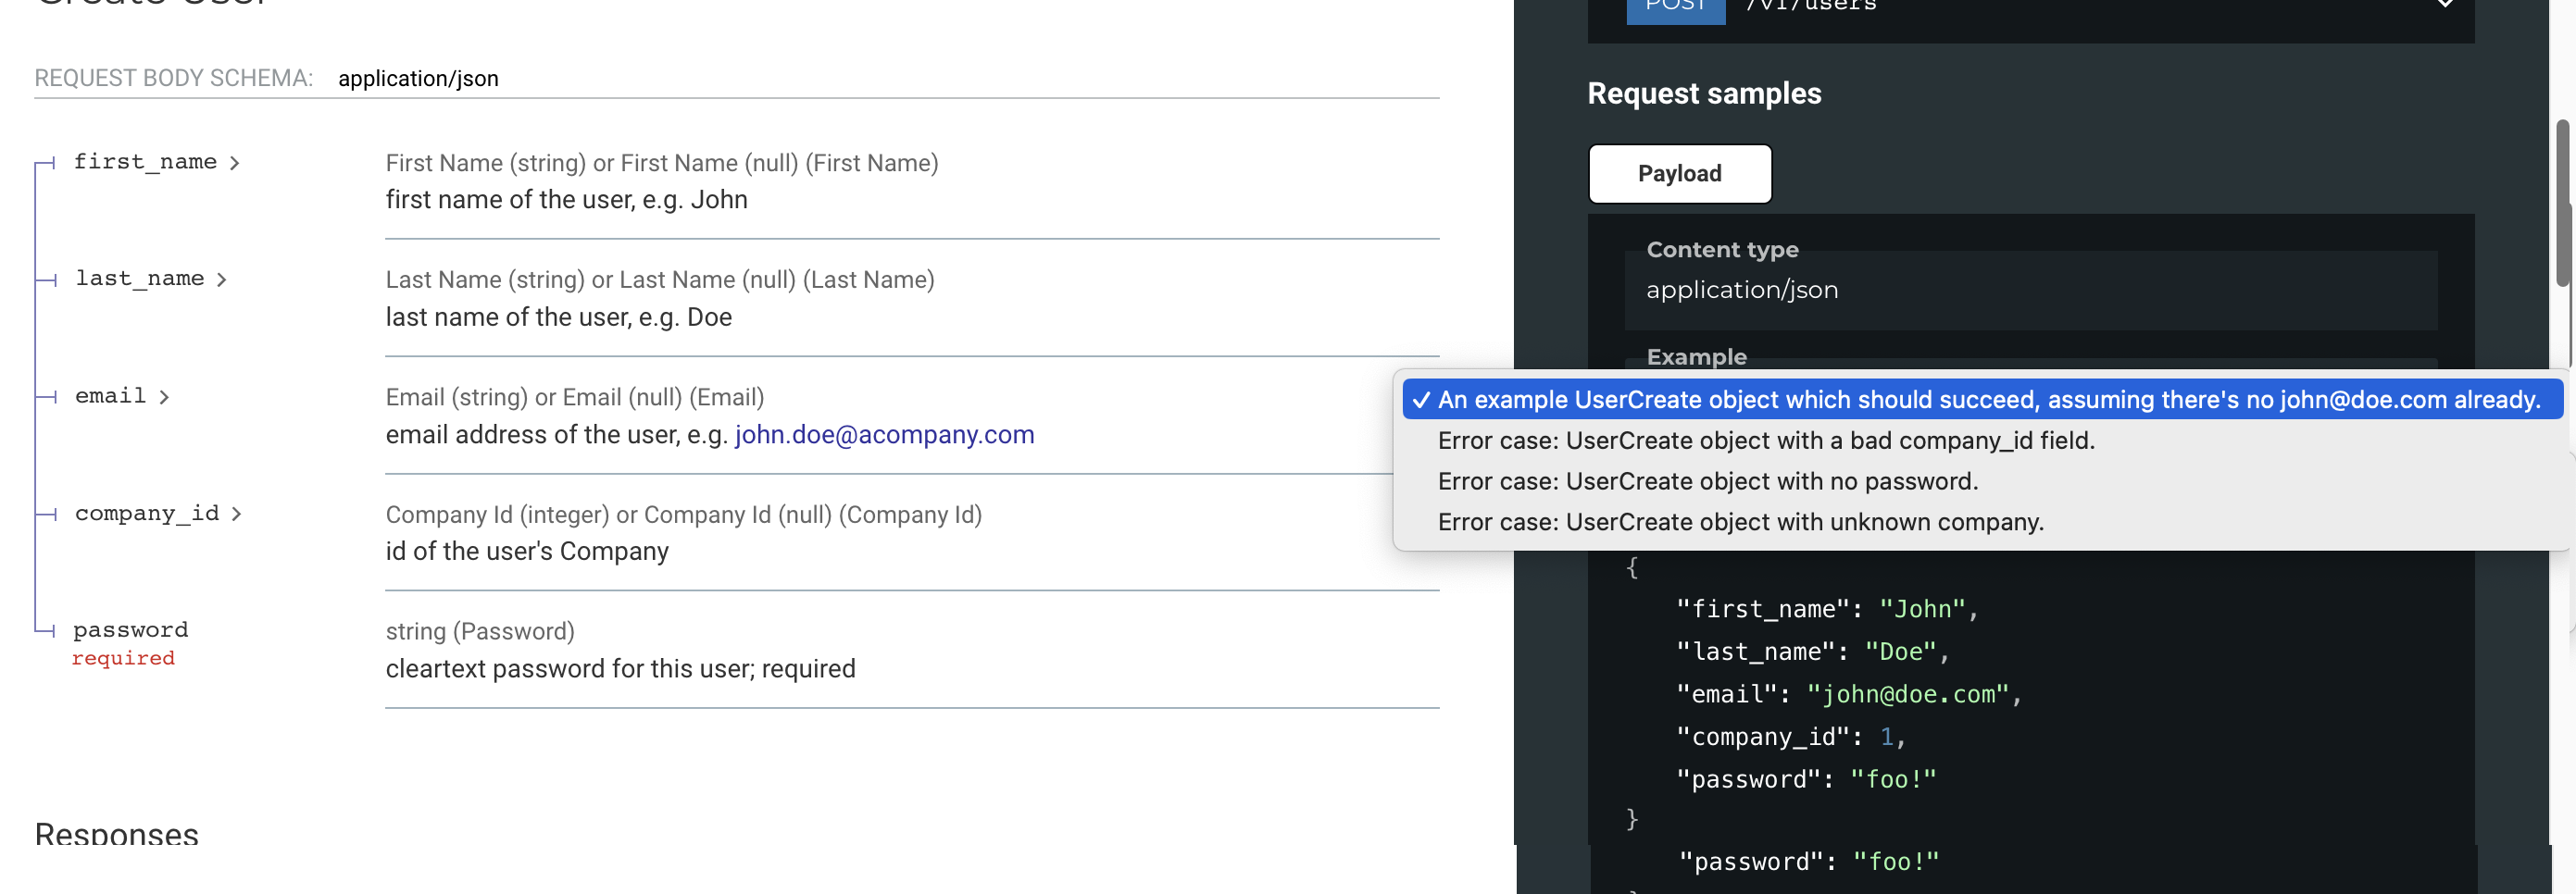 Create User
REQUEST BODY SCHEMA: application/json
first_name
First Name (string) or First Name (null) (First Name)
first name of the user, e.g. John
last_name
Last Name (string) or Last Name (null) (Last Name)
last name of the user, e.g. Doe
email
Email (string) or Email (null) (Email)
email address of the user, e.g. john.doe@acompany.com
company_id
Company Id (integer) or Company Id (null) (Company Id)
id of the user's Company
password
required
string (Password)
cleartext password for this user; required
Responses
POST /v1/users
Request samples
Payload
Content type
application/json
Example
✓ An example UserCreate object which should succeed, assuming there's no john@doe.com already.
Error case: UserCreate object with a bad company_id field.
Error case: UserCreate object with no password.
Error case: UserCreate object with unknown company.
{
"first_name": "John",
"last_name": "Doe",
"email": "john@doe.com",
"company_id": 1,
"password": "foo!"
}
"password": "foo!"